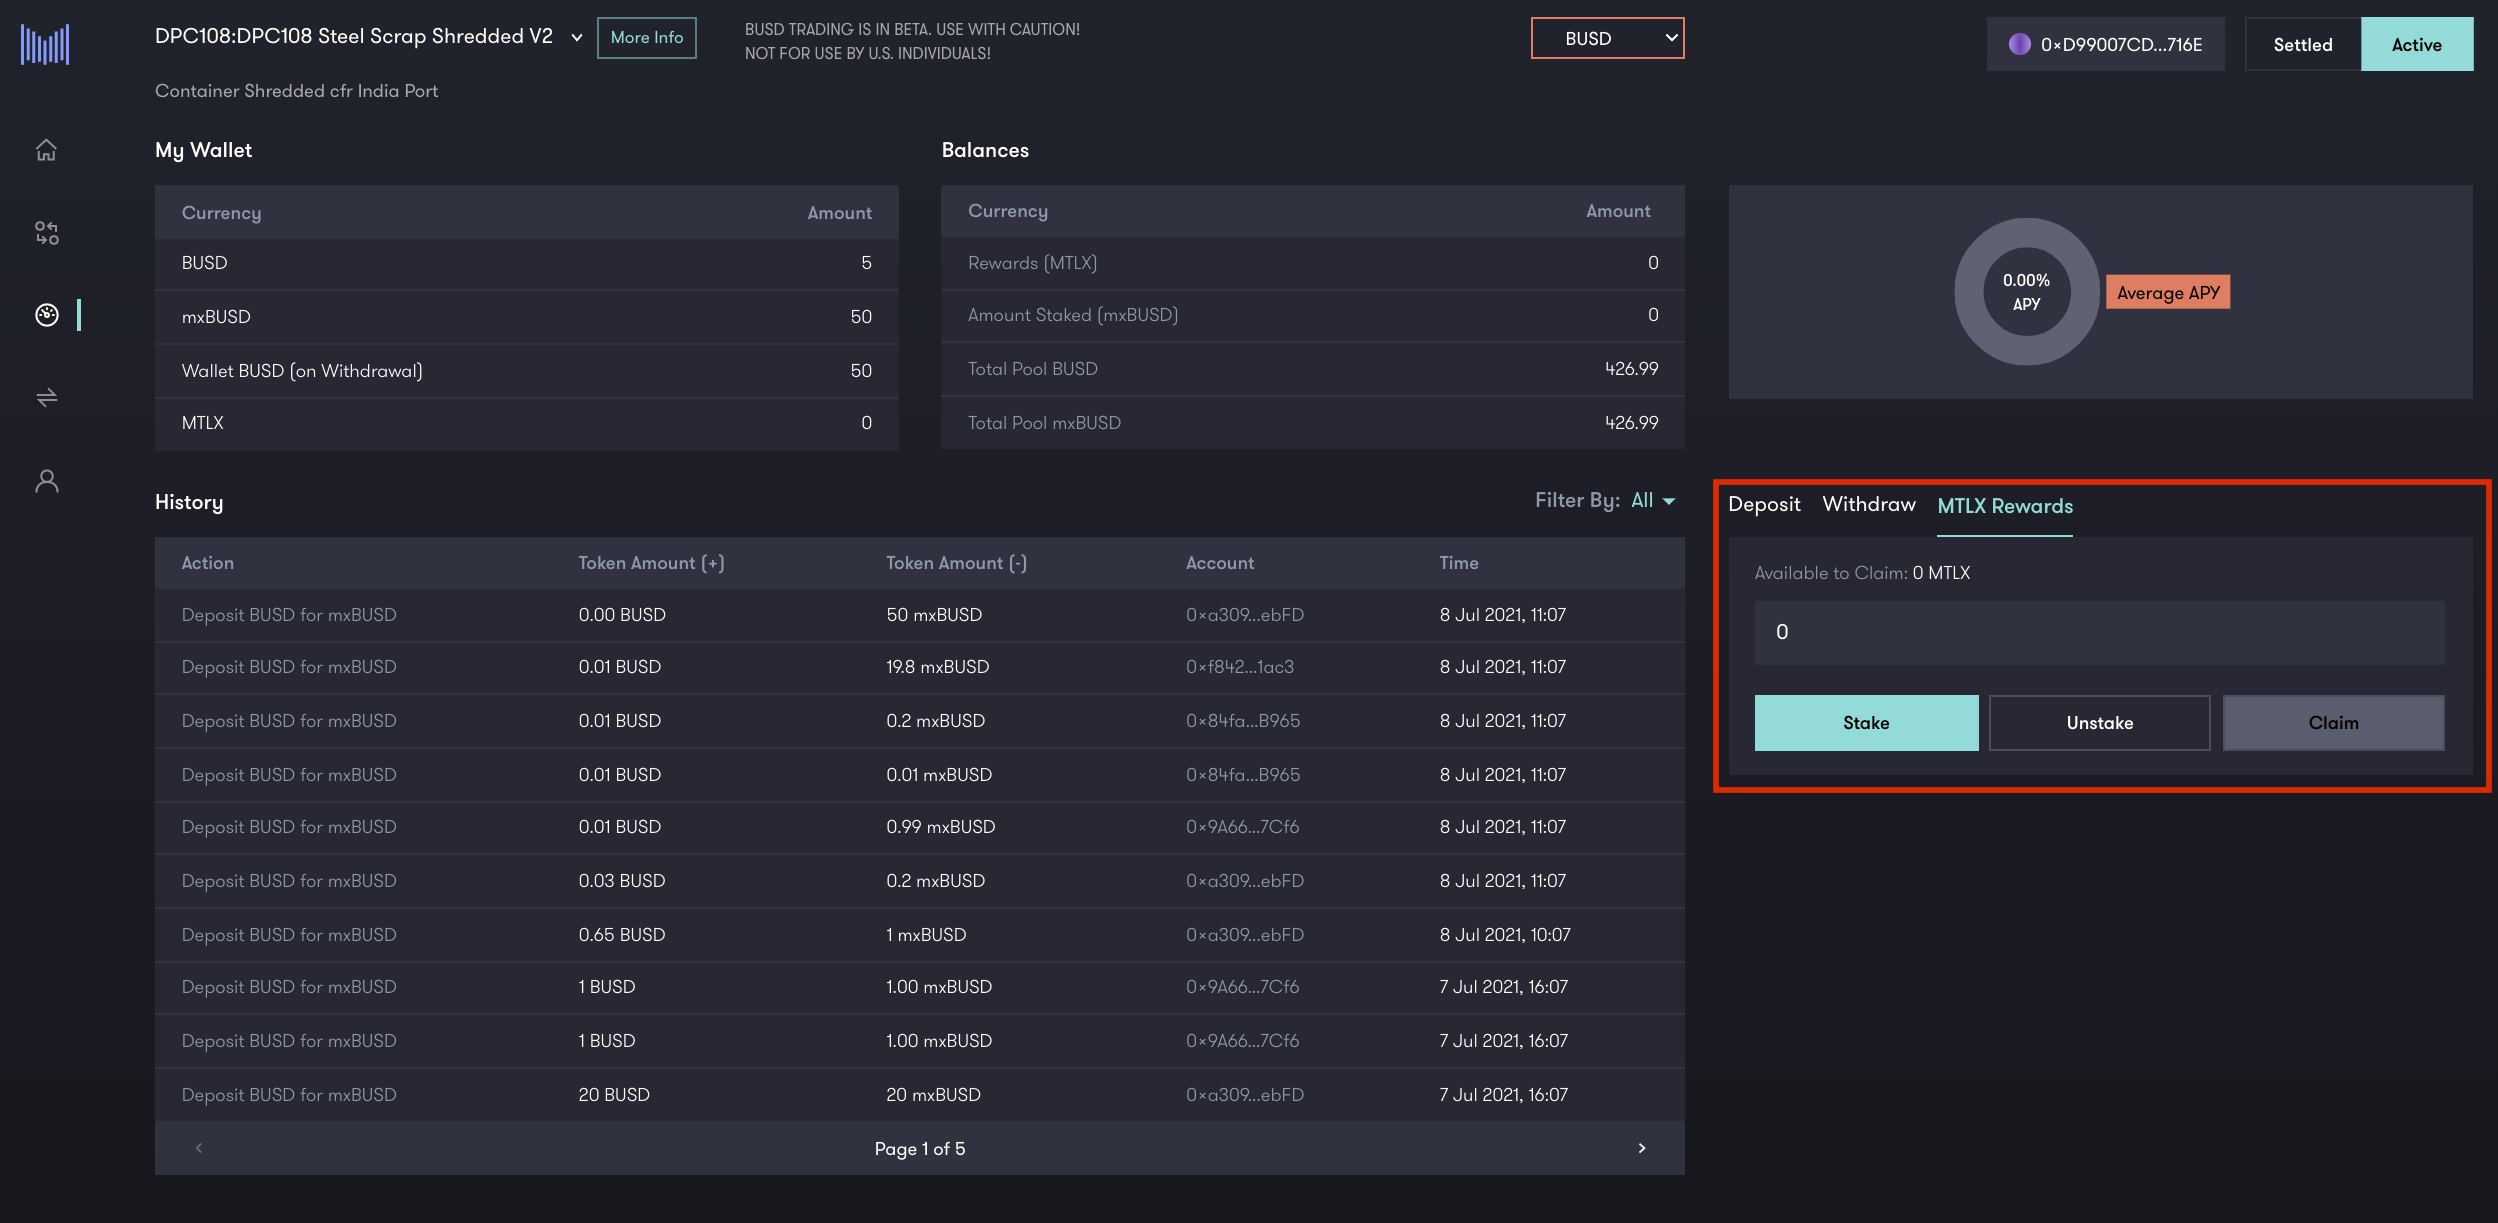 DPC108:DPC108 Steel Scrap Shredded V2
More Info
BUSD TRADING IS IN BETA. USE WITH CAUTION!
NOT FOR USE BY U.S. INDIVIDUALS!
BUSD
0×D99007CD...716E
Settled
Active
Container Shredded cfr India Port
My Wallet
Currency Amount
BUSD 5
mxBUSD 50
Wallet BUSD (on Withdrawal) 50
MTLX 0
Balances
Currency Amount
Rewards (MTLX) 0
Amount Staked (mxBUSD) 0
Total Pool BUSD 426.99
Total Pool mxBUSD 426.99
0.00%
APY
Average APY
History
Filter By: All
Action Token Amount (+) Token Amount (-) Account Time
Deposit BUSD for mxBUSD 0.00 BUSD 50 mxBUSD 0×a309...ebFD 8 Jul 2021, 11:07
Deposit BUSD for mxBUSD 0.01 BUSD 19.8 mxBUSD 0×f842...1ac3 8 Jul 2021, 11:07
Deposit BUSD for mxBUSD 0.01 BUSD 0.2 mxBUSD 0×84fa...B965 8 Jul 2021, 11:07
Deposit BUSD for mxBUSD 0.01 BUSD 0.01 mxBUSD 0×84fa...B965 8 Jul 2021, 11:07
Deposit BUSD for mxBUSD 0.01 BUSD 0.99 mxBUSD 0×9A66...7Cf6 8 Jul 2021, 11:07
Deposit BUSD for mxBUSD 0.03 BUSD 0.2 mxBUSD 0×a309...ebFD 8 Jul 2021, 11:07
Deposit BUSD for mxBUSD 0.65 BUSD 1 mxBUSD 0×a309...ebFD 8 Jul 2021, 10:07
Deposit BUSD for mxBUSD 1 BUSD 1.00 mxBUSD 0×9A66...7Cf6 7 Jul 2021, 16:07
Deposit BUSD for mxBUSD 1 BUSD 1.00 mxBUSD 0×9A66...7Cf6 7 Jul 2021, 16:07
Deposit BUSD for mxBUSD 20 BUSD 20 mxBUSD 0×a309...ebFD 7 Jul 2021, 16:07
Page 1 of 5
Deposit Withdraw MTLX Rewards
Available to Claim: 0 MTLX
0
Stake Unstake Claim